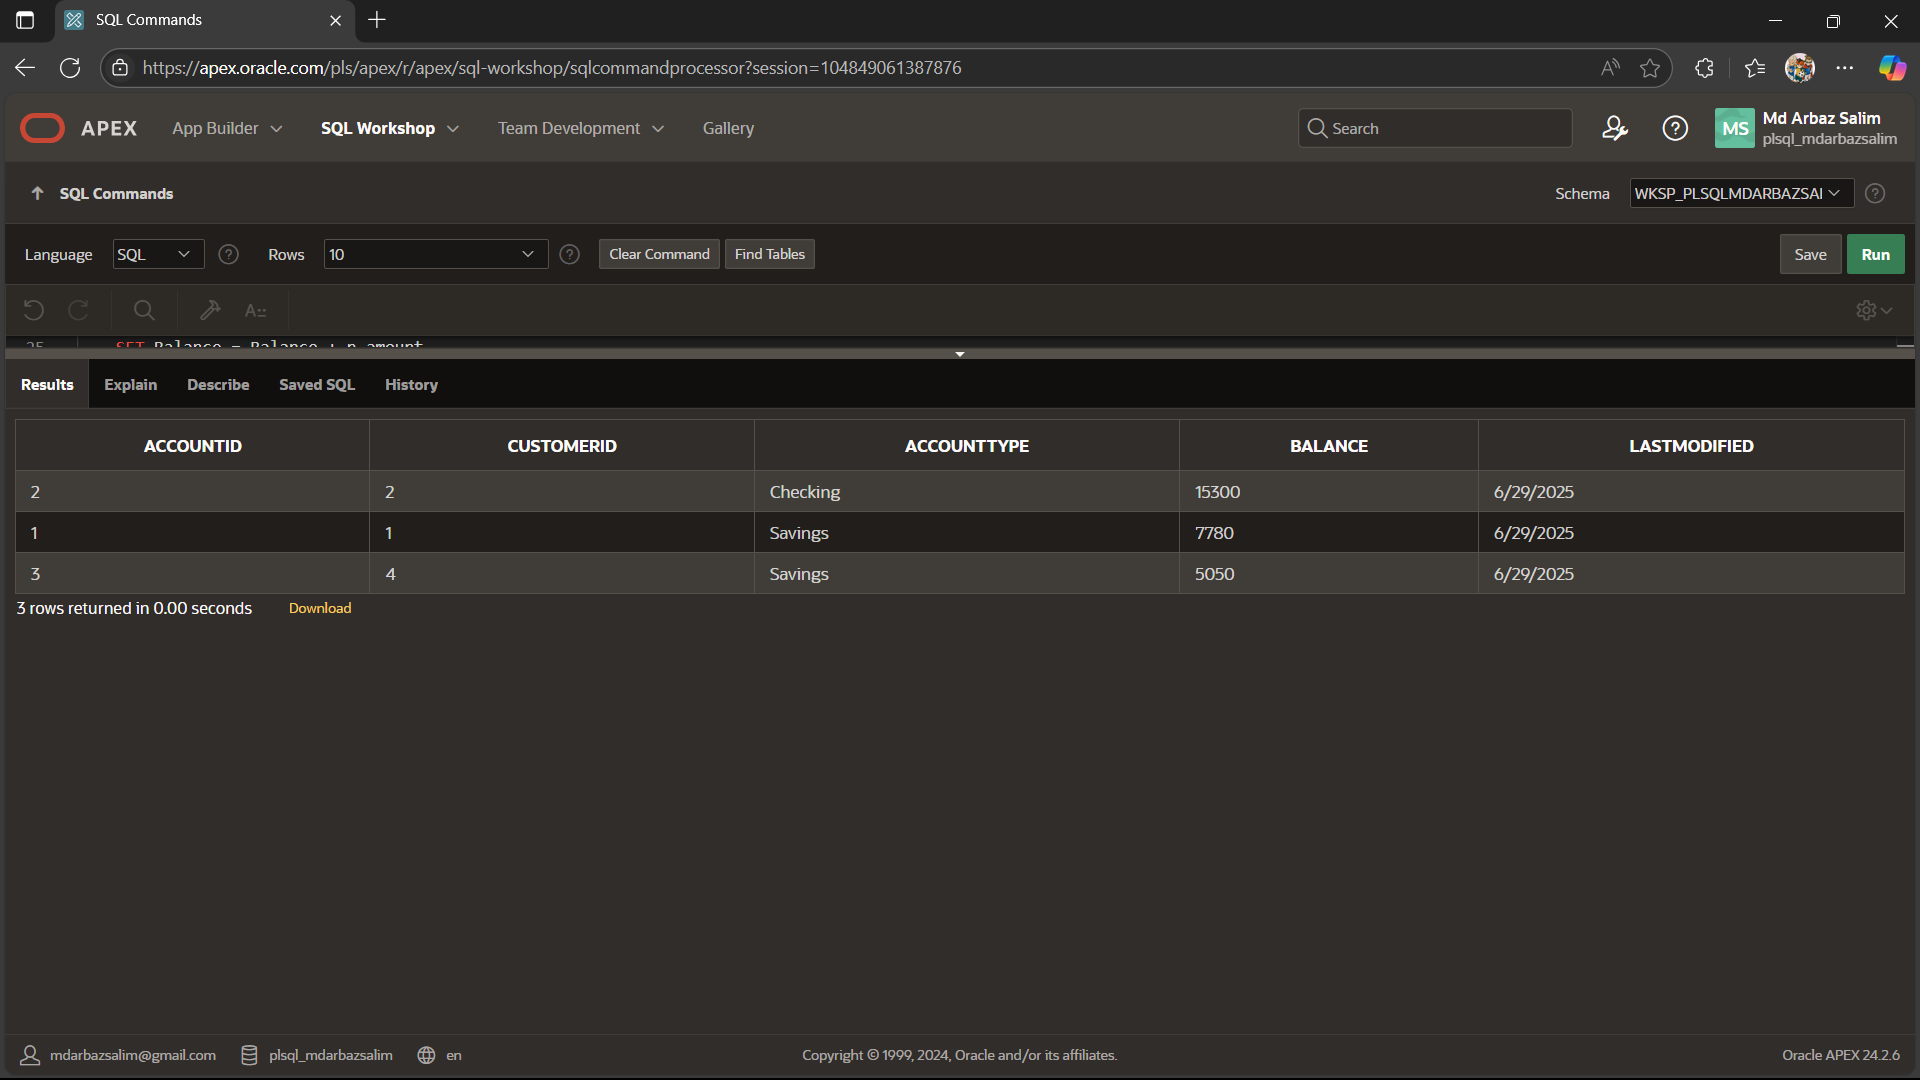 SQL Commands
https://apex.oracle.com/pls/apex/r/apex/sql-workshop/sqlcommandprocessor?session=104849061387876
APEX App Builder SQL Workshop Team Development Gallery Search MS Md Arbaz Salim
plsql_mdarbazsalim
SQL Commands Schema WKSP_PLSQLMDARBAZSAI
Language SQL Rows 10 Clear Command Find Tables Save Run
25 SET Balance = Balance + p_amount
Results Explain Describe Saved SQL History
ACCOUNTID CUSTOMERID ACCOUNTTYPE BALANCE LASTMODIFIED
2 2 Checking 15300 6/29/2025
1 1 Savings 7780 6/29/2025
3 4 Savings 5050 6/29/2025
3 rows returned in 0.00 seconds Download
mdarbazsalim@gmail.com plsql_mdarbazsalim en Copyright © 1999, 2024, Oracle and/or its affiliates. Oracle APEX 24.2.6